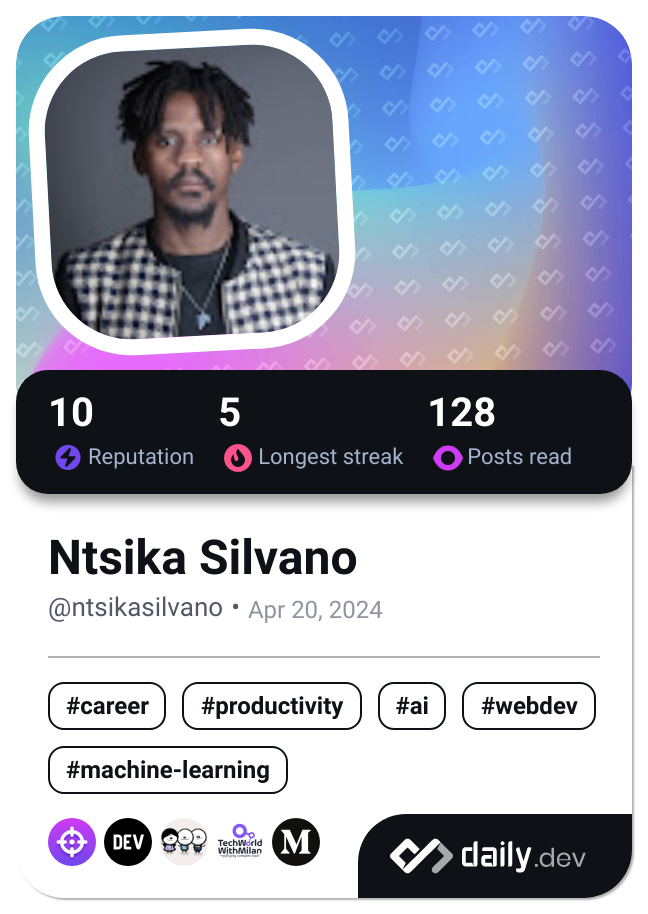 10 5 128
Reputation Longest streak Posts read
Ntsika Silvano
@ntsikasilvano • Apr 20, 2024
#career #productivity #ai #webdev
#machine-learning
DEV TechWorld WithMilan M
daily.dev